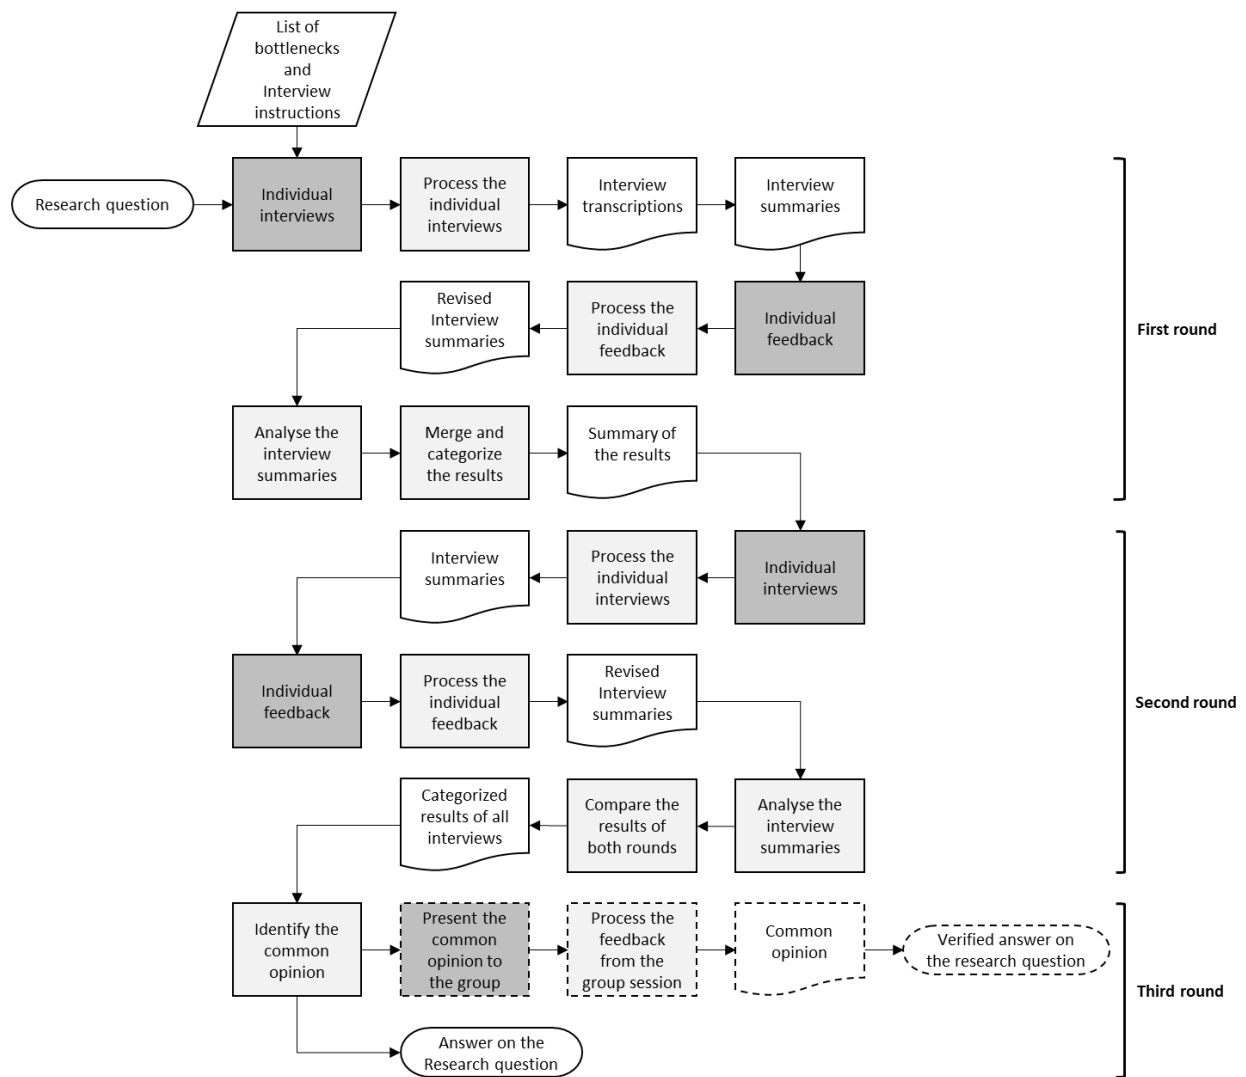 List of
bottlenecks
and
Interview
instructions
Research question
Individual
interviews
Process the
individual
interviews
Interview
transcriptions
Interview
summaries
Revised
Interview
summaries
Process the
individual
feedback
Individual
feedback
First round
Analyse the
interview
summaries
Merge and
categorize
the results
Summary of
the results
Interview
summaries
Process the
individual
interviews
Individual
interviews
Individual
feedback
Process the
individual
feedback
Revised
Interview
summaries
Second round
Categorized
results of all
interviews
Compare the
results of
both rounds
Analyse the
interview
summaries
Identify the
common
opinion
Present the
common
opinion to
the group
Process the
feedback
from the
group session
Common
opinion
Verified answer on
the research question
Third round
Answer on the
Research question